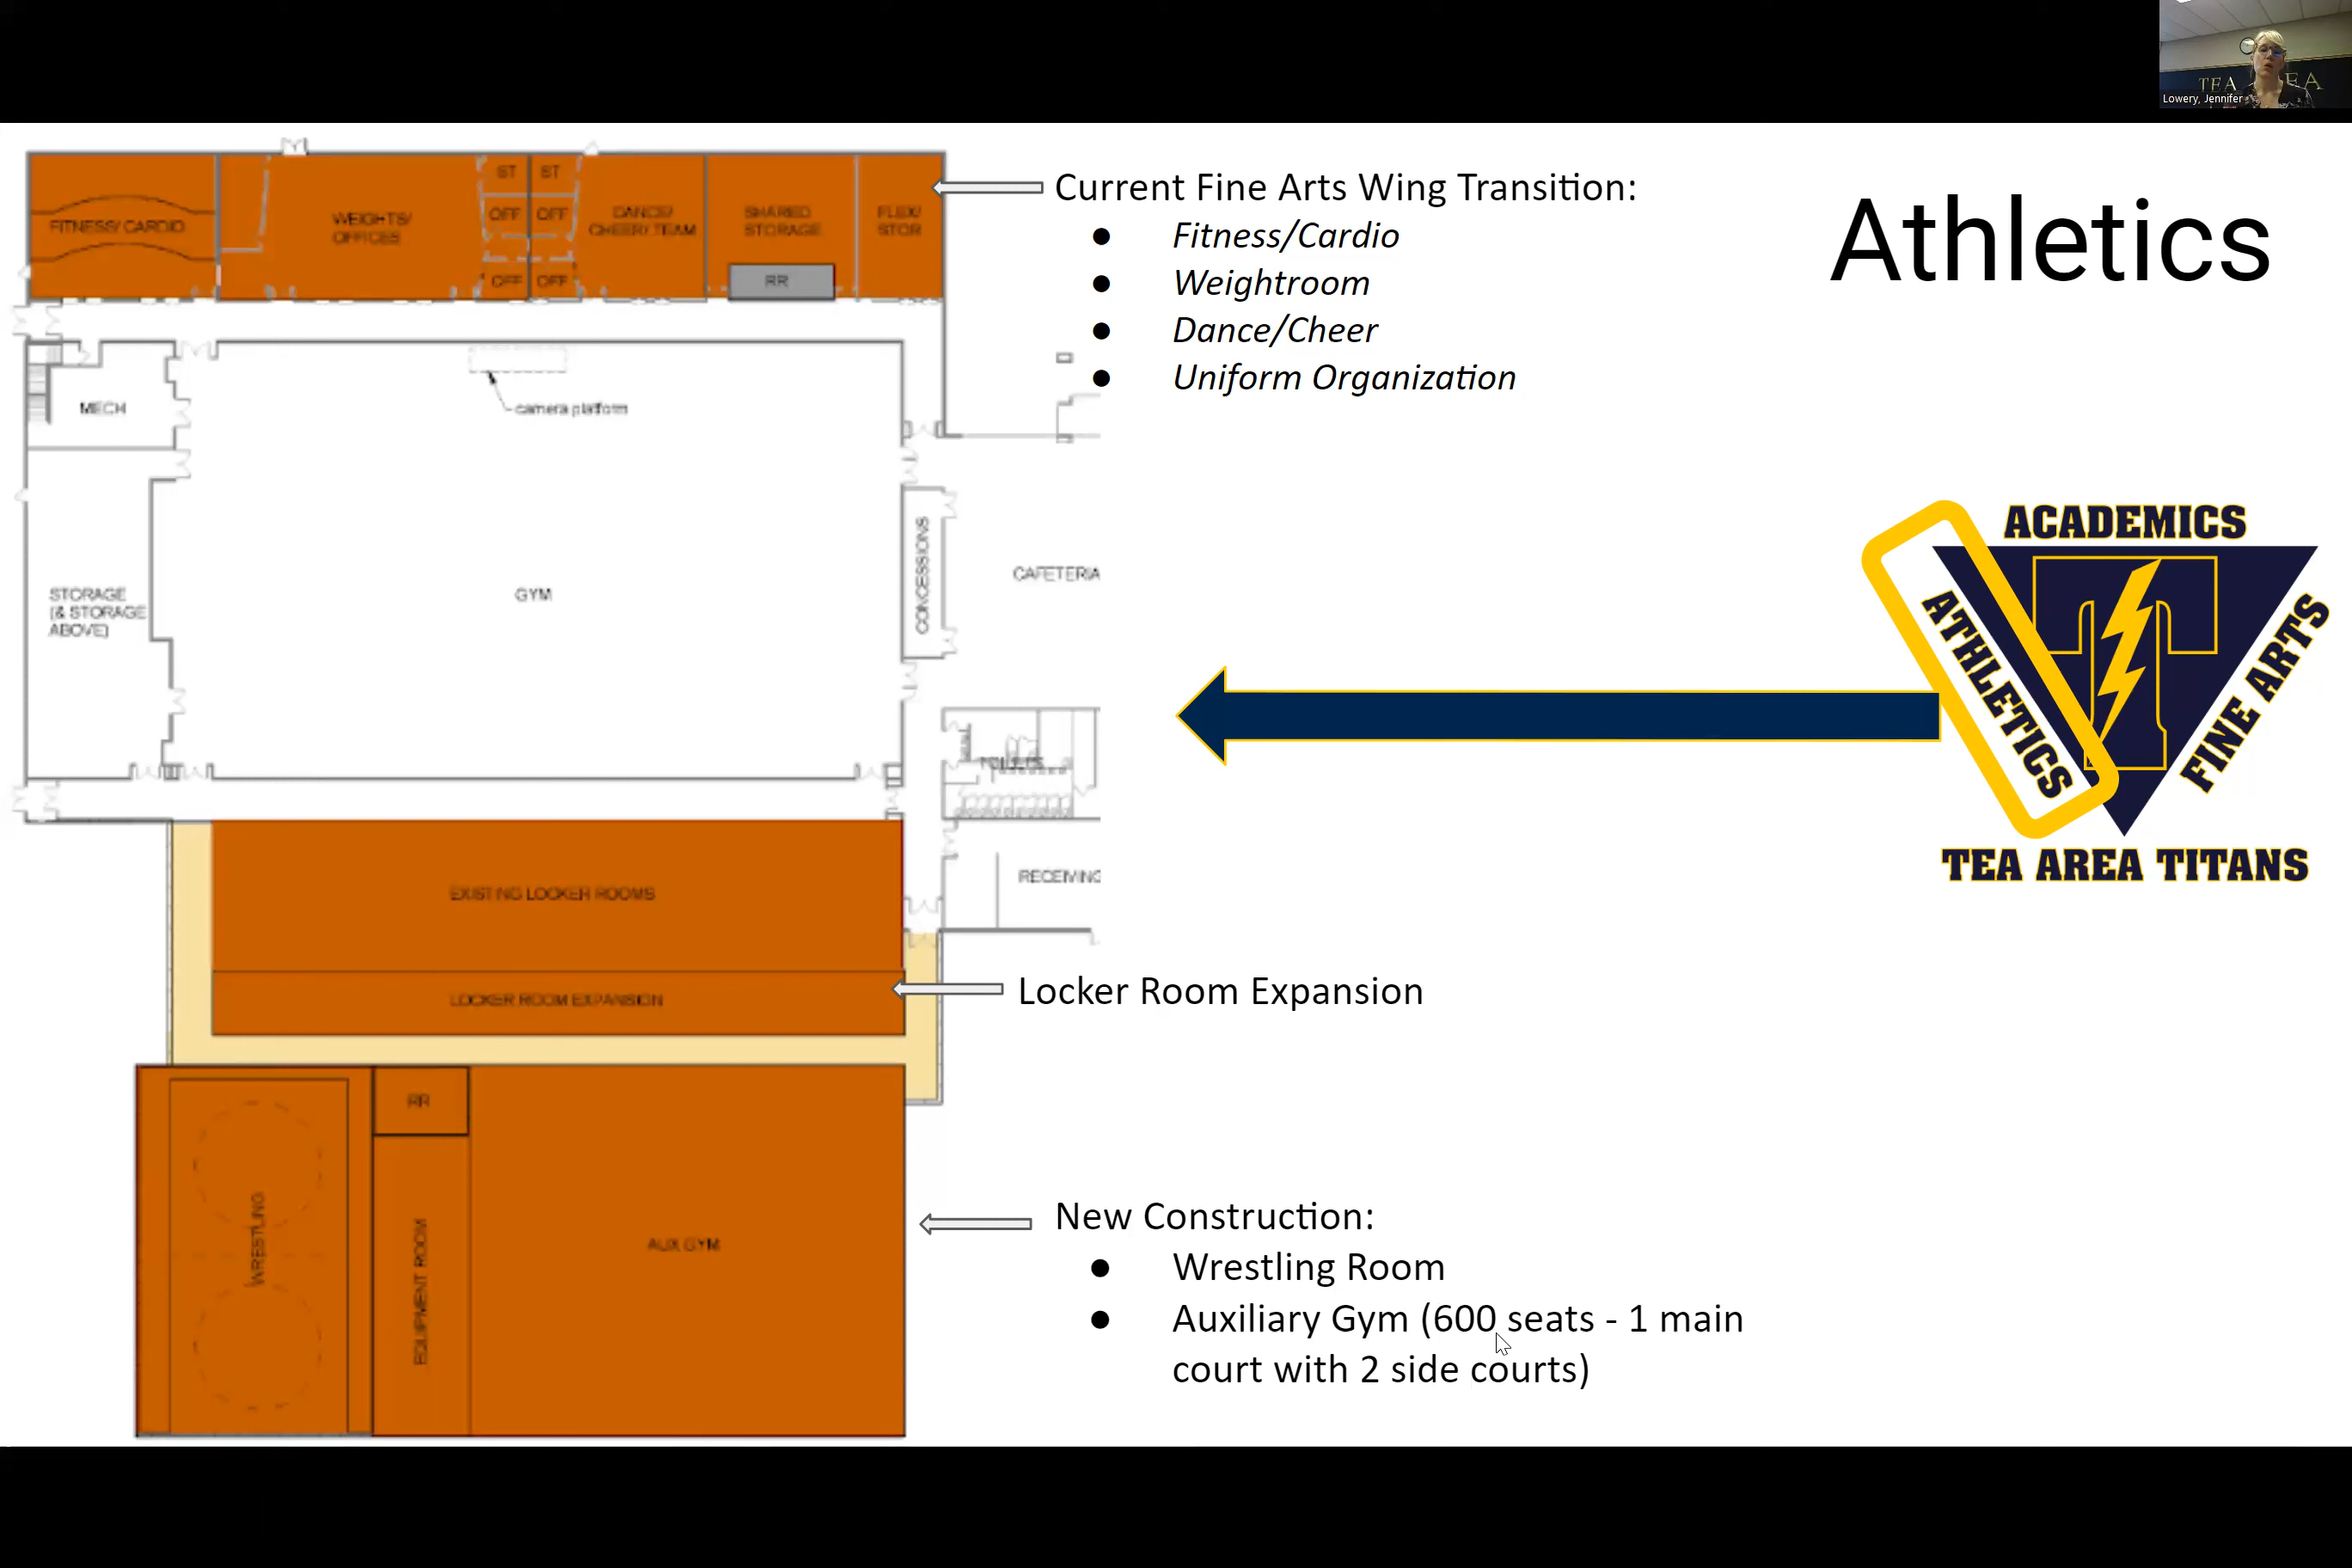 TEA AREA
Lowery, Jennifer
Athletics
Current Fine Arts Wing Transition:
● Fitness/Cardio
● Weightroom
● Dance/Cheer
● Uniform Organization
FITNESS/ CARDIO
WEIGHTS/
OFFICES
ST ST
OFF OFF
OFF OFF
DANCE/
CHEER/ TEAM
SHARED
STORAGE
RR
FLEX/
STOR
MECH
camera platform
STORAGE
(& STORAGE
ABOVE)
GYM
CONCESSIONS
CAFETERIA
TOILETS
RECEIVING
EXISTING LOCKER ROOMS
LOCKER ROOM EXPANSION
Locker Room Expansion
RR
WRESTLING
EQUIPMENT ROOM
AUX GYM
New Construction:
● Wrestling Room
● Auxiliary Gym (600 seats - 1 main
court with 2 side courts)
ACADEMICS
ATHLETICS
T
FINE ARTS
TEA AREA TITANS